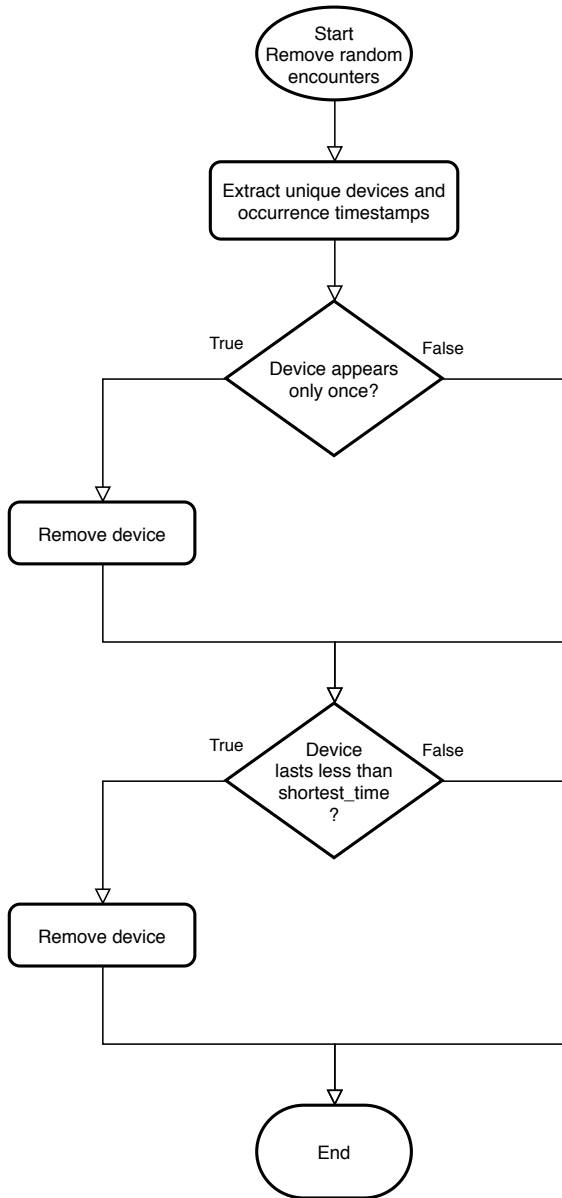 Start
Remove random
encounters
Extract unique devices and
occurrence timestamps
True
False
Device appears
only once?
Remove device
True
False
Device
lasts less than
shortest_time
?
Remove device
End